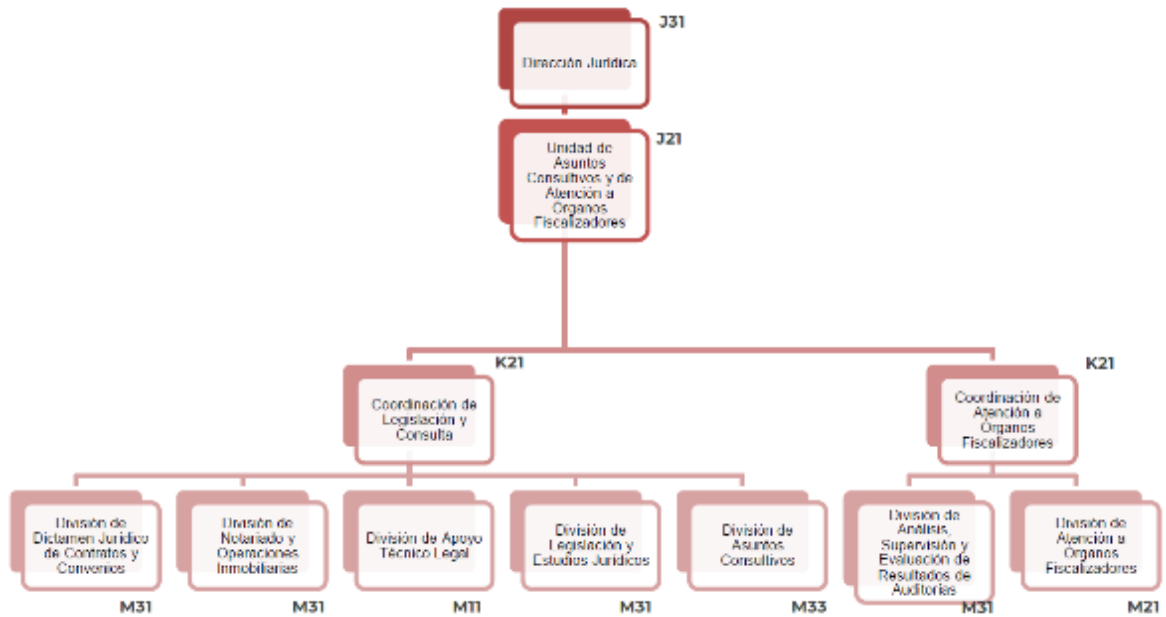 J31
Dirección Jurídica
J21
Unidad de
Asuntos
Consultivos y de
Atención a
Órganos
Fiscalizadores
K21
Coordinación de
Legislación y
Consulta
K21
Coordinación de
Atención a
Órganos
Fiscalizadores
División de
Dictamen Jurídico
de Contratos y
Convenios
M31
División de
Notariado y
Operaciones
Inmobiliarias
M31
División de Apoyo
Técnico Legal
M11
División de
Legislación y
Estudios Jurídicos
M31
División de
Asuntos
Consultivos
M33
División de
Análisis,
Supervisión y
Evaluación de
Resultados de
Auditorias
M31
División de
Atención a
Órganos
Fiscalizadores
M21